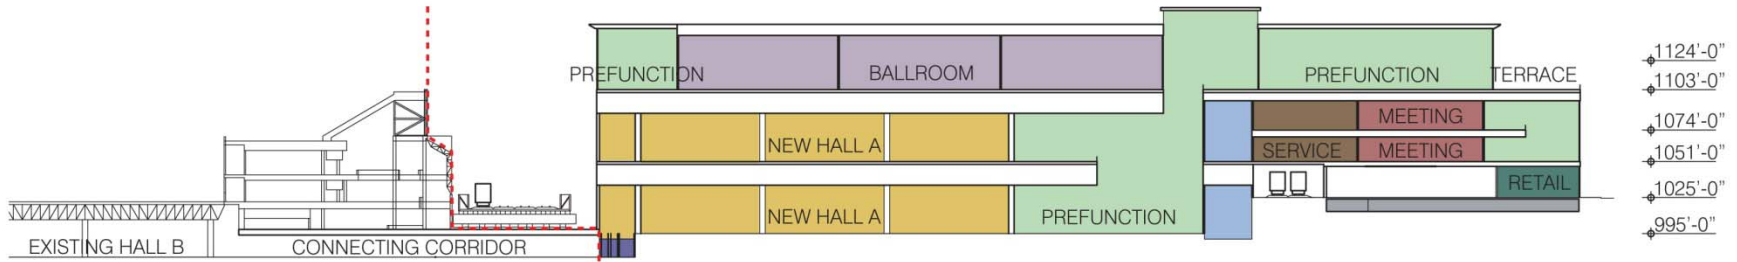 1124'-0"
PREFUNCTION
BALLROOM
PREFUNCTION
TERRACE
1103'-0"
MEETING
1074'-0"
NEW HALL A
SERVICE
MEETING
1051'-0"
RETAIL
1025'-0"
NEW HALL A
PREFUNCTION
995'-0"
EXISTING HALL B
CONNECTING CORRIDOR